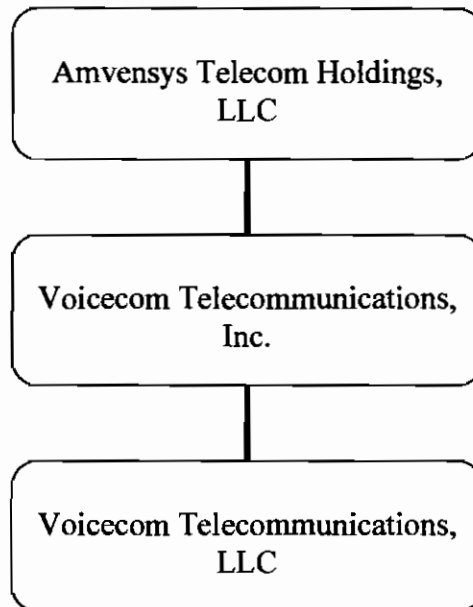 Amvensys Telecom Holdings,
LLC
Voicecom Telecommunications,
Inc.
Voicecom Telecommunications,
LLC